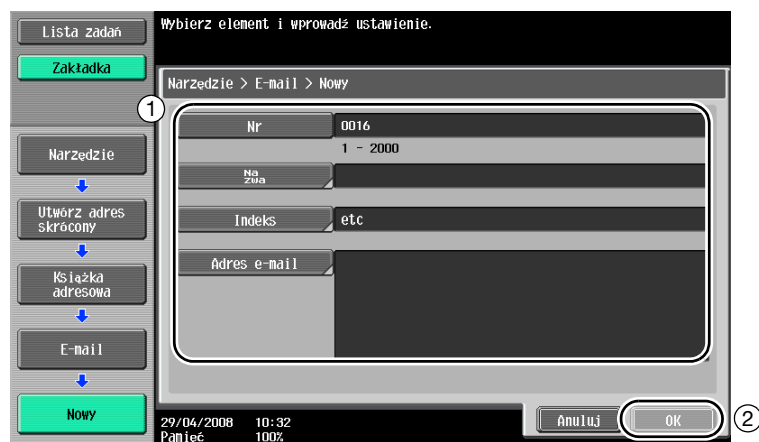 Lista zadań
Zakładka
Narzędzie
Utwórz adres
skrócony
Książka
adresowa
E-mail
Nowy
Wybierz element i wprowadź ustawienie.
Narzędzie > E-mail > Nowy
1
Nr 0016
1 - 2000
Na
zwa
Indeks etc
Adres e-mail
29/04/2008 10:32
Pamięć 100%
Anuluj OK 2